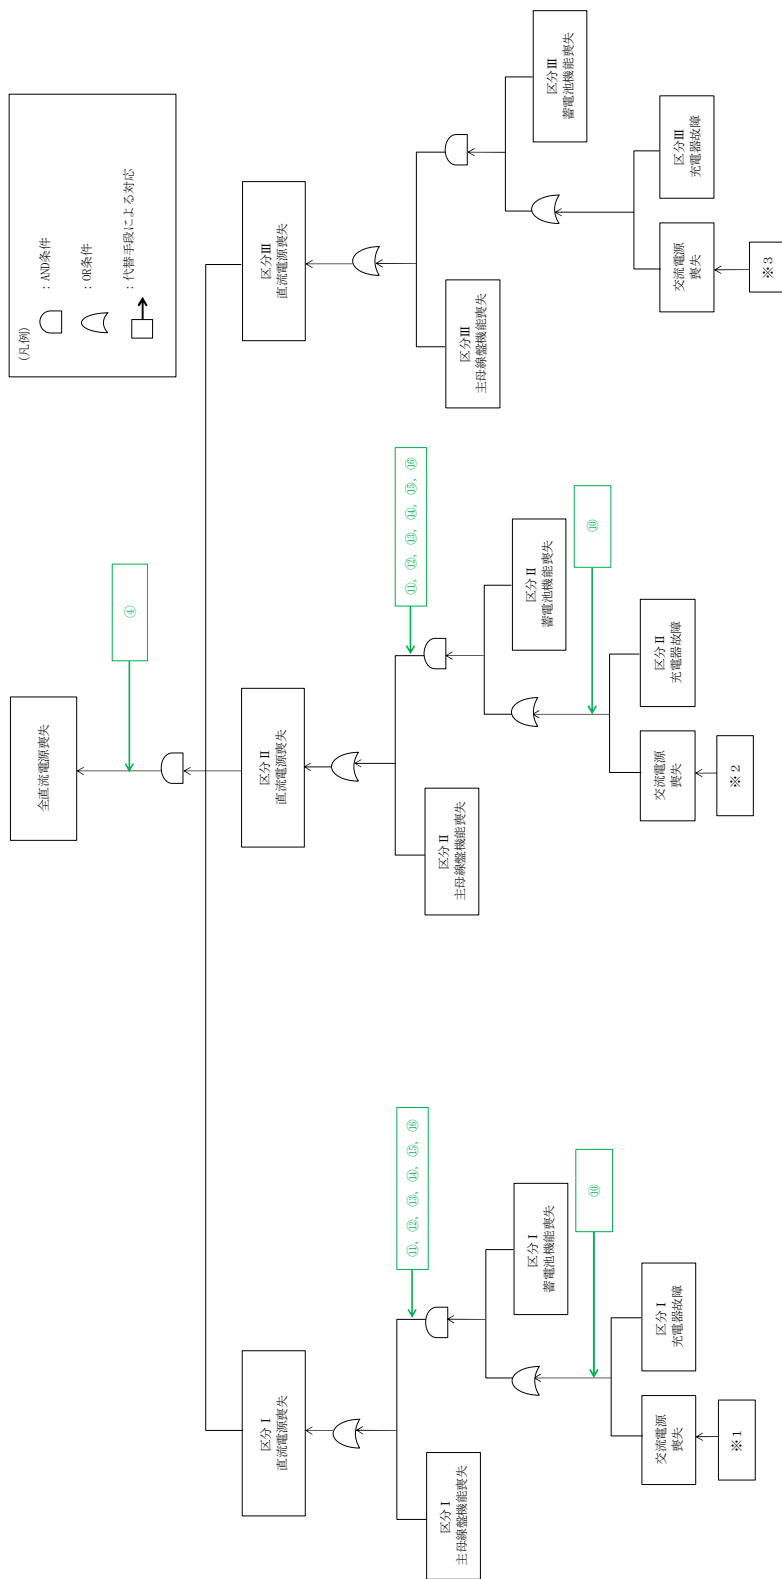 全直流電源喪失
④
区分Ⅰ
直流電源喪失
区分Ⅱ
直流電源喪失
区分Ⅲ
直流電源喪失
(凡例)
：AND条件
：OR条件
：代替手段による対応
⑪，⑫，⑬，⑭，⑮，⑯
区分Ⅰ
主母線盤機能喪失
区分Ⅰ
蓄電池機能喪失
⑩
交流電源
喪失
区分Ⅰ
充電器故障
※1
⑪，⑫，⑬，⑭，⑮，⑯
区分Ⅱ
主母線盤機能喪失
区分Ⅱ
蓄電池機能喪失
⑩
交流電源
喪失
区分Ⅱ
充電器故障
※2
区分Ⅲ
主母線盤機能喪失
区分Ⅲ
蓄電池機能喪失
交流電源
喪失
区分Ⅲ
充電器故障
※3